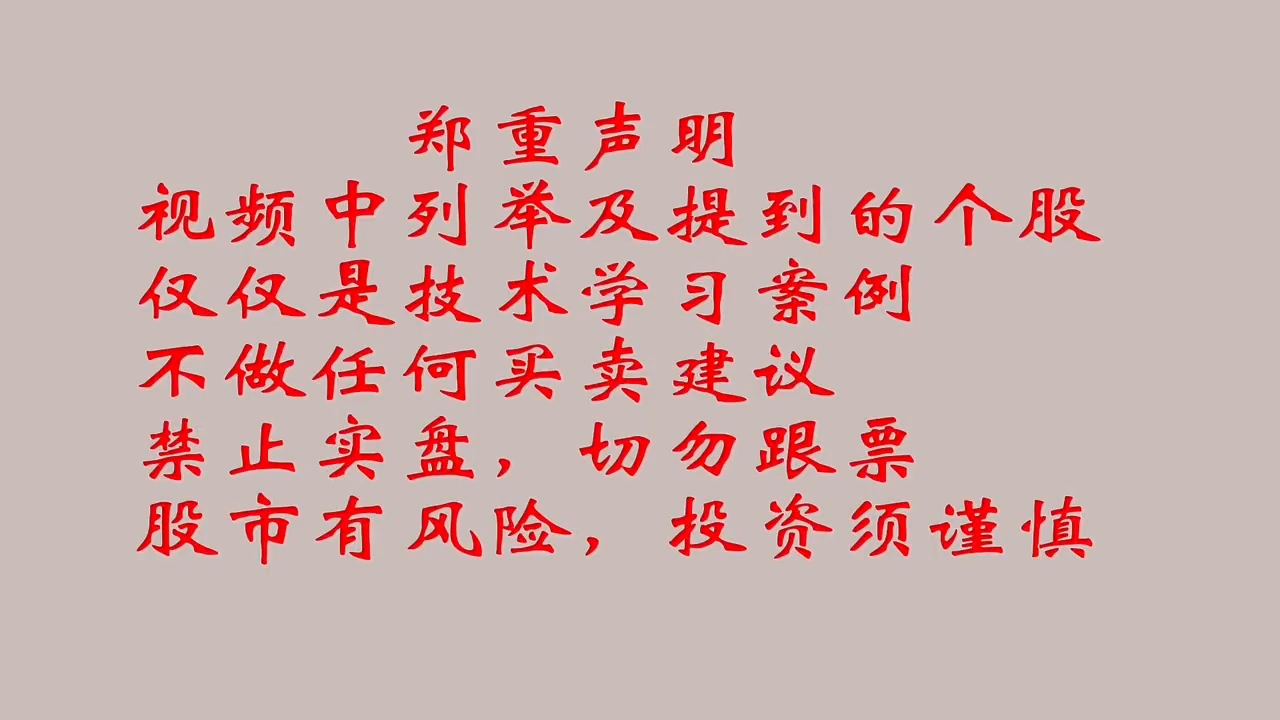 郑重声明
视频中列举及提到的个股
仅仅是技术学习案例
不做任何买卖建议
禁止实盘，切勿跟票
股市有风险，投资须谨慎